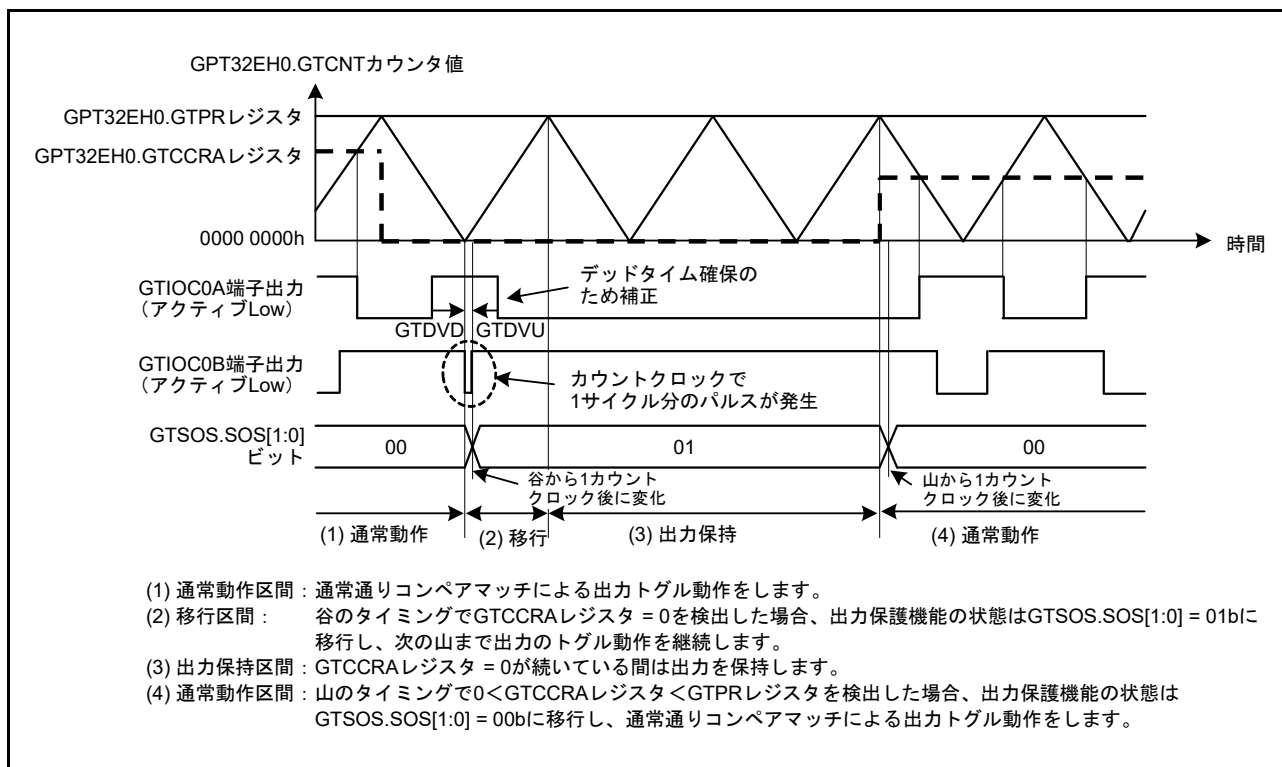 GPT32EH0.GTCNTカウンタ値
GPT32EH0.GTPRレジスタ
GPT32EH0.GTCCRAレジスタ
0000 0000h
時間
GTIOC0A端子出力
（アクティブLow）
デッドタイム確保の
ため補正
GTDVD
GTDVU
GTIOC0B端子出力
（アクティブLow）
カウントクロックで
1サイクル分のパルスが発生
GTSOS.SOS[1:0]
ビット
00
01
00
谷から1カウント
クロック後に変化
山から1カウント
クロック後に変化
(1) 通常動作
(2) 移行
(3) 出力保持
(4) 通常動作
(1) 通常動作区間：通常通りコンペアマッチによる出力トグル動作をします。
(2) 移行区間： 谷のタイミングでGTCCRAレジスタ = 0を検出した場合、出力保護機能の状態はGTSOS.SOS[1:0] = 01bに
移行し、次の山まで出力のトグル動作を継続します。
(3) 出力保持区間：GTCCRAレジスタ = 0が続いている間は出力を保持します。
(4) 通常動作区間：山のタイミングで0＜GTCCRAレジスタ＜GTPRレジスタを検出した場合、出力保護機能の状態は
GTSOS.SOS[1:0] = 00bに移行し、通常通りコンペアマッチによる出力トグル動作をします。